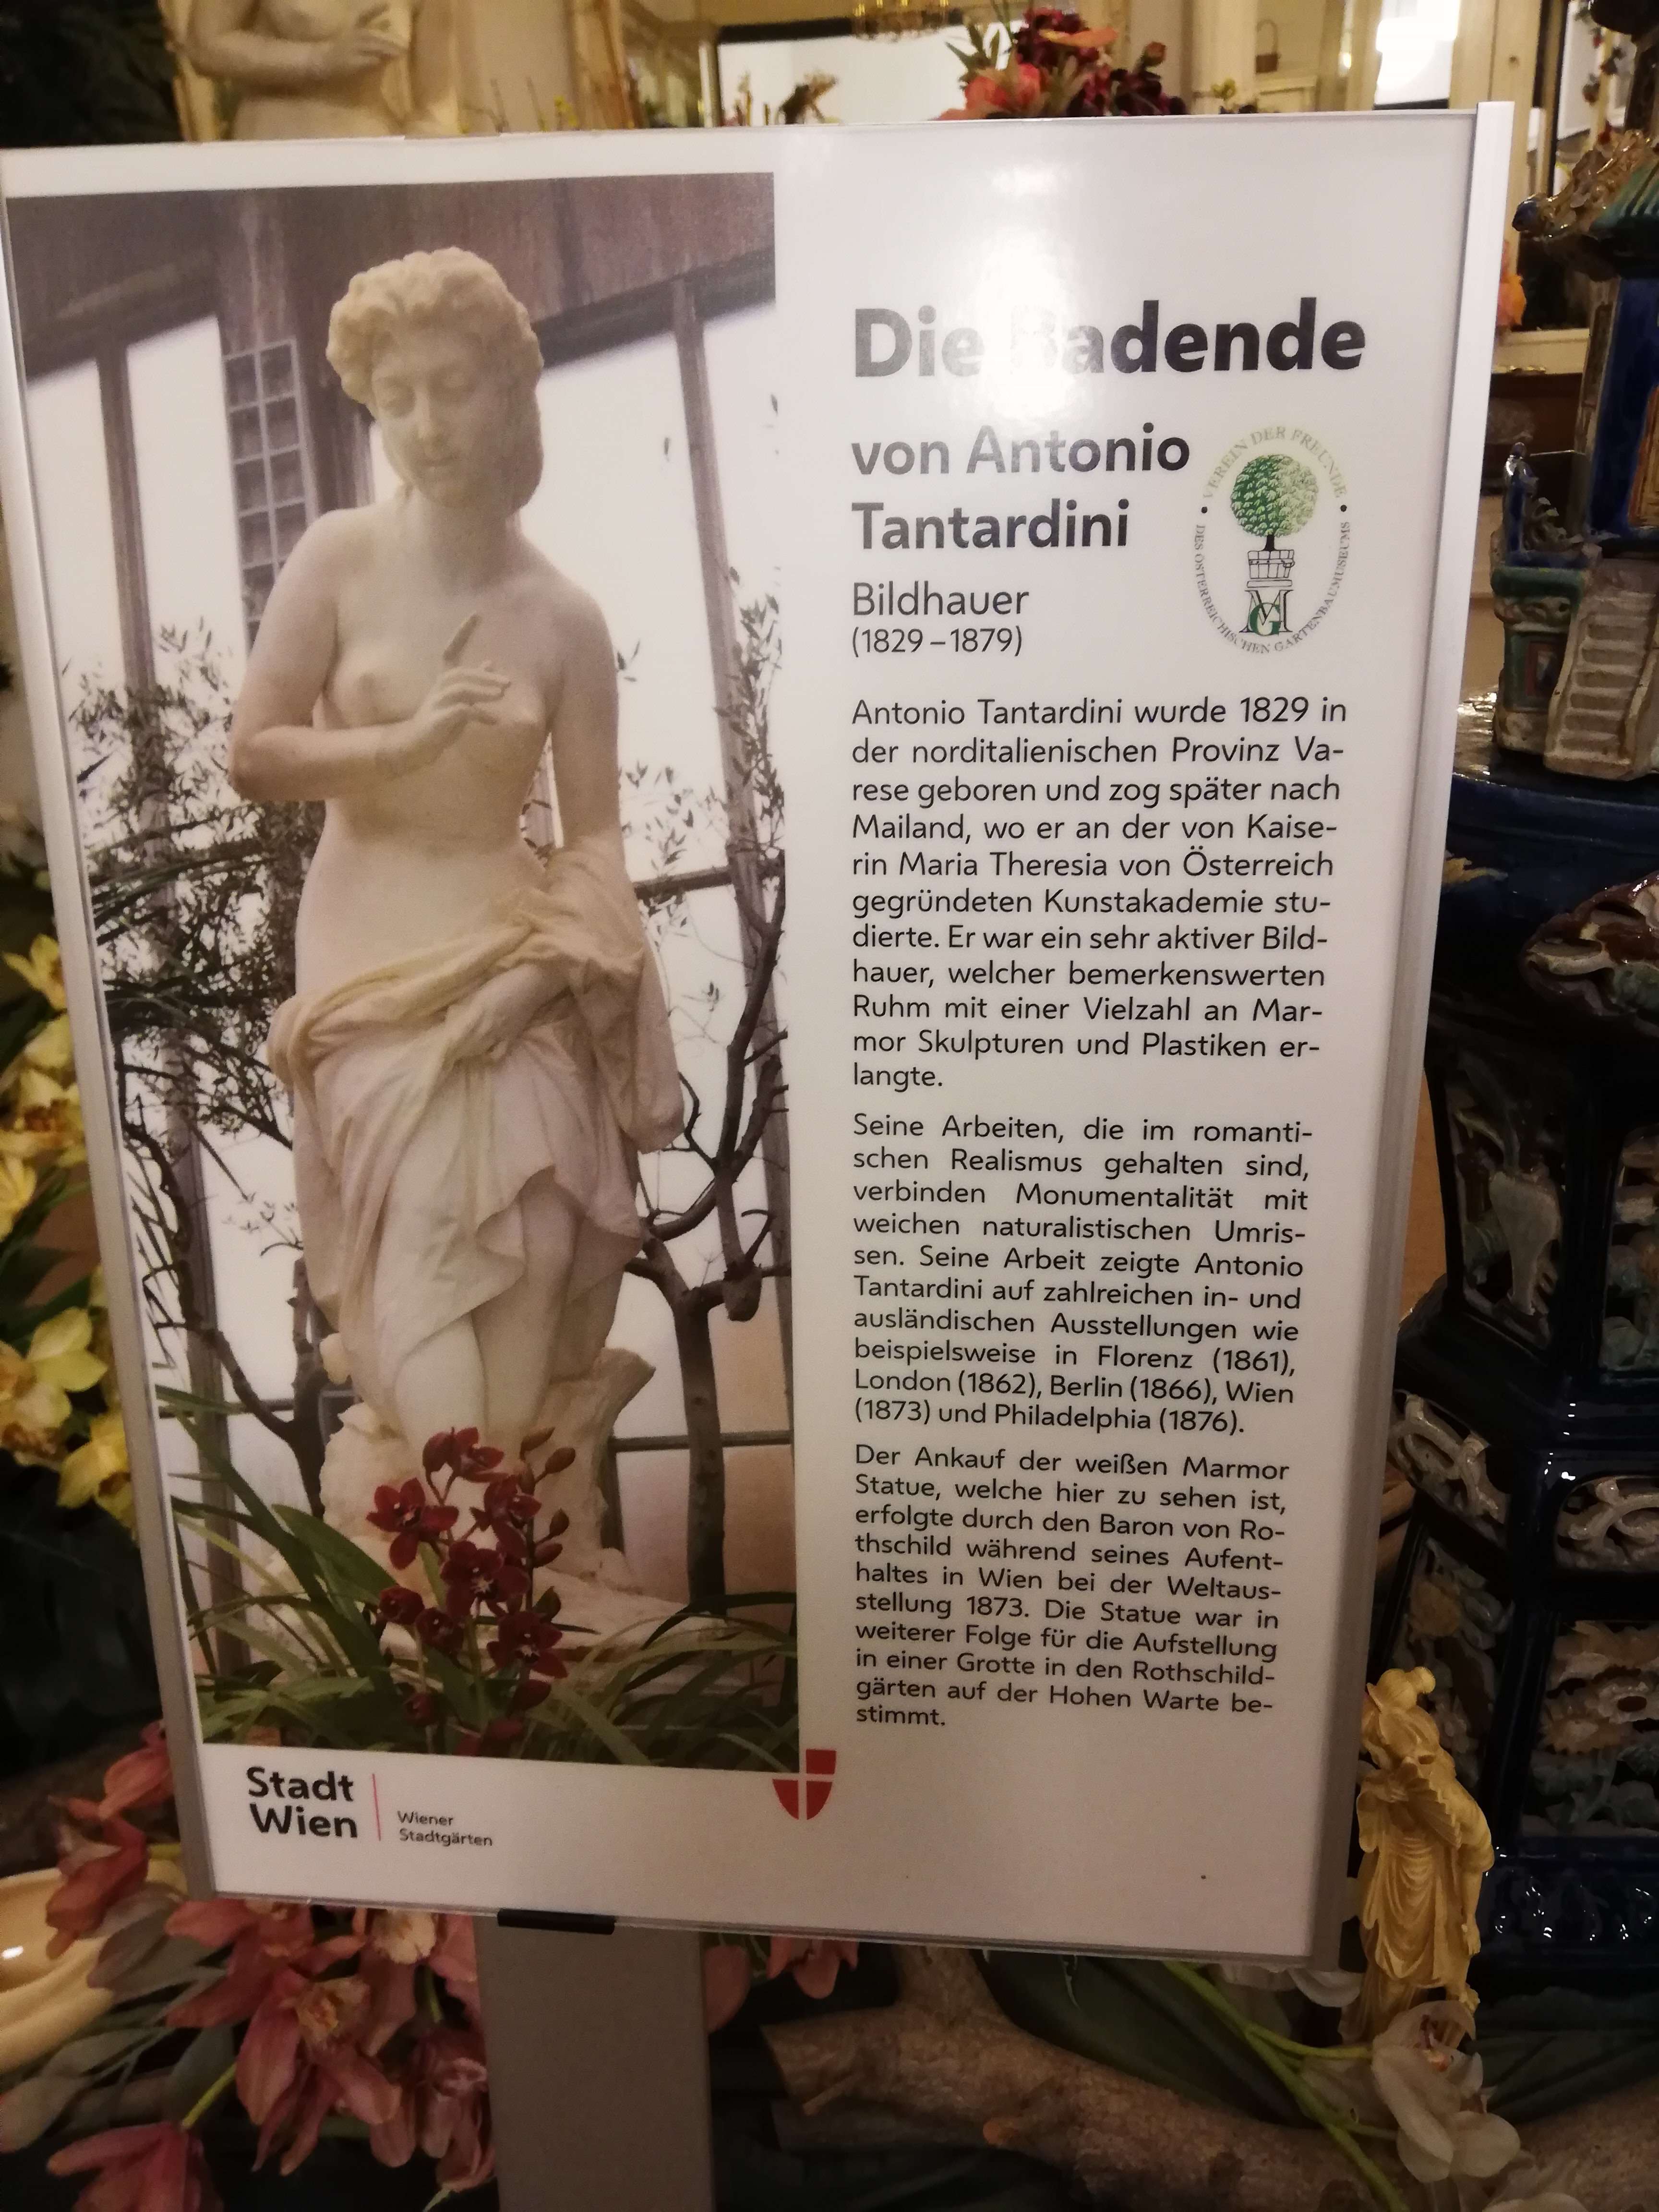 Die Badende
von Antonio
Tantardini
VEREIN DER FREUNDE
DES ÖSTERREICHISCHEN GARTENBAUMUSEUMS
MG
Bildhauer
(1829 – 1879)
Antonio Tantardini wurde 1829 in
der norditalienischen Provinz Va-
rese geboren und zog später nach
Mailand, wo er an der von Kaise-
rin Maria Theresia von Österreich
gegründeten Kunstakademie stu-
dierte. Er war ein sehr aktiver Bild-
hauer, welcher bemerkenswerten
Ruhm mit einer Vielzahl an Mar-
mor Skulpturen und Plastiken er-
langte.
Seine Arbeiten, die im romanti-
schen Realismus gehalten sind,
verbinden Monumentalität mit
weichen naturalistischen Umris-
sen. Seine Arbeit zeigte Antonio
Tantardini auf zahlreichen in- und
ausländischen Ausstellungen wie
beispielsweise in Florenz (1861),
London (1862), Berlin (1866), Wien
(1873) und Philadelphia (1876).
Der Ankauf der weißen Marmor
Statue, welche hier zu sehen ist,
erfolgte durch den Baron von Ro-
thschild während seines Aufent-
haltes in Wien bei der Weltaus-
stellung 1873. Die Statue war in
weiterer Folge für die Aufstellung
in einer Grotte in den Rothschild-
gärten auf der Hohen Warte be-
stimmt.
Stadt
Wien
Wiener
Stadtgärten